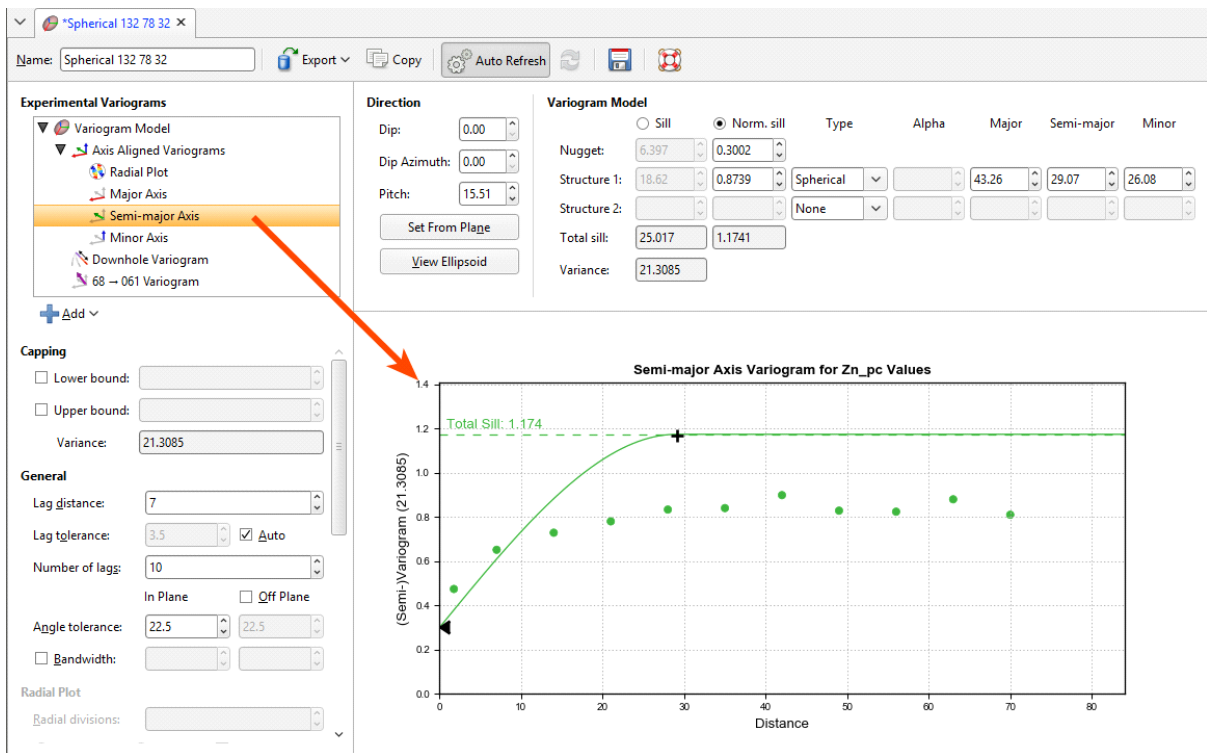 *Spherical 132 78 32
Name: Spherical 132 78 32 Export Copy Auto Refresh
Experimental Variograms
Variogram Model
Axis Aligned Variograms
Radial Plot
Major Axis
Semi-major Axis
Minor Axis
Downhole Variogram
68 → 061 Variogram
Add
Capping
Lower bound:
Upper bound:
Variance: 21.3085
General
Lag distance: 7
Lag tolerance: 3.5 Auto
Number of lags: 10
In Plane Off Plane
Angle tolerance: 22.5 22.5
Bandwidth:
Radial Plot
Radial divisions:
Direction
Dip: 0.00
Dip Azimuth: 0.00
Pitch: 15.51
Set From Plane
View Ellipsoid
Variogram Model
Sill Norm. sill Type Alpha Major Semi-major Minor
Nugget: 6.397 0.3002
Structure 1: 18.62 0.8739 Spherical 43.26 29.07 26.08
Structure 2: None
Total sill: 25.017 1.1741
Variance: 21.3085
Semi-major Axis Variogram for Zn_pc Values
(Semi-)Variogram (21.3085)
1.4
Total Sill: 1.174
1.2
1.0
0.8
0.6
0.4
0.2
0.0
0 10 20 30 40 50 60 70 80
Distance